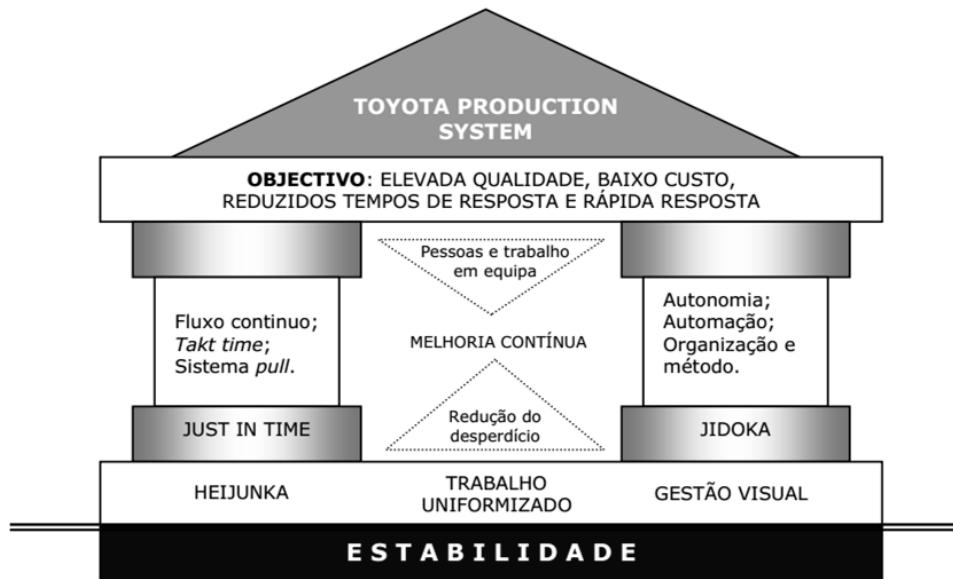 TOYOTA PRODUCTION
SYSTEM
OBJECTIVO: ELEVADA QUALIDADE, BAIXO CUSTO,
REDUZIDOS TEMPOS DE RESPOSTA E RÁPIDA RESPOSTA
Fluxo continuo;
Takt time;
Sistema pull.
JUST IN TIME
Pessoas e trabalho
em equipa
MELHORIA CONTÍNUA
Redução do
desperdício
Autonomia;
Automação;
Organização e
método.
JIDOKA
HEIJUNKA
TRABALHO
UNIFORMIZADO
GESTÃO VISUAL
ESTABILIDADE